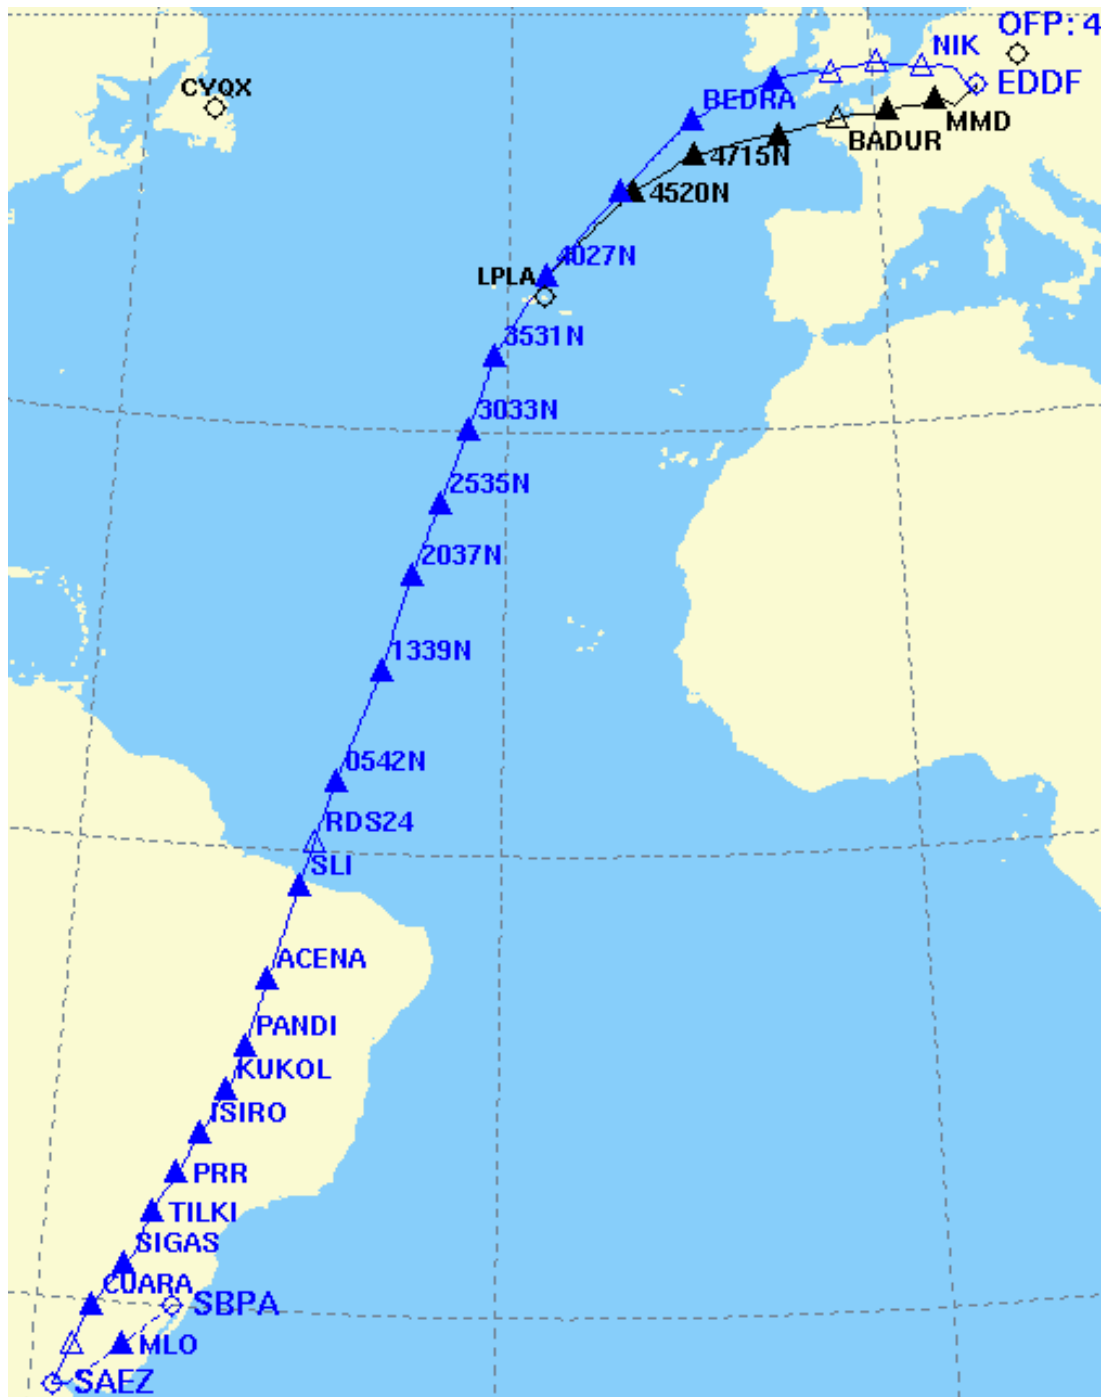 OFP: 4
NIK
EDDF
CYQX
BEDRA
MMD
BADUR
4715N
4520N
4027N
LPLA
3531N
3033N
2535N
2037N
1339N
0542N
RDS24
SLI
ACENA
PANDI
KUKOL
ISIRO
PRR
TILKI
SIGAS
CUARA
SBPA
MLO
SAEZ